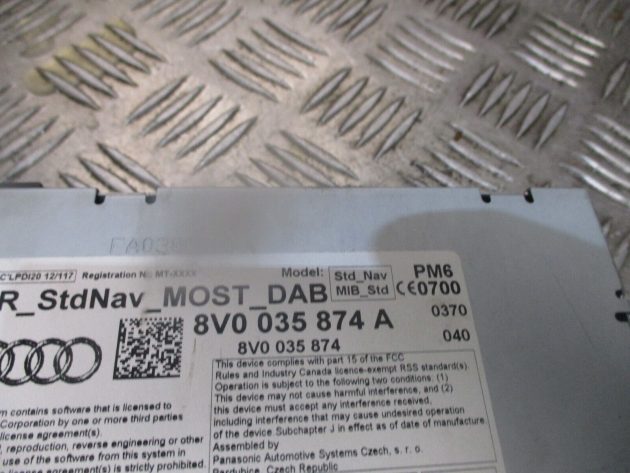 C'LPDI20 12/117 Registration No: MT-XXXX Model: Std_Nav PM6
MIB_Std CE0700
R_StdNav_MOST_DAB
8V0 035 874 A 0370
8V0 035 874 040
This device complies with part 15 of the FCC
Rules and Industry Canada licence-exempt RSS standard(s).
Operation is subject to the following two conditions: (1)
This device may not cause harmful interference, and (2)
this device must accept any interference received,
including interference that may cause undesired operation
of the device Subchapter J in effect as of date of manufacture.
Assembled by
Panasonic Automotive Systems Czech, s. r. o.
Pardubice, Czech Republic
m contains software that is licensed to
Corporation by one or more third parties
license agreement(s).
, reproduction, reverse engineering or other
use of the software from this system in
license agreement(s) is strictly prohibited.